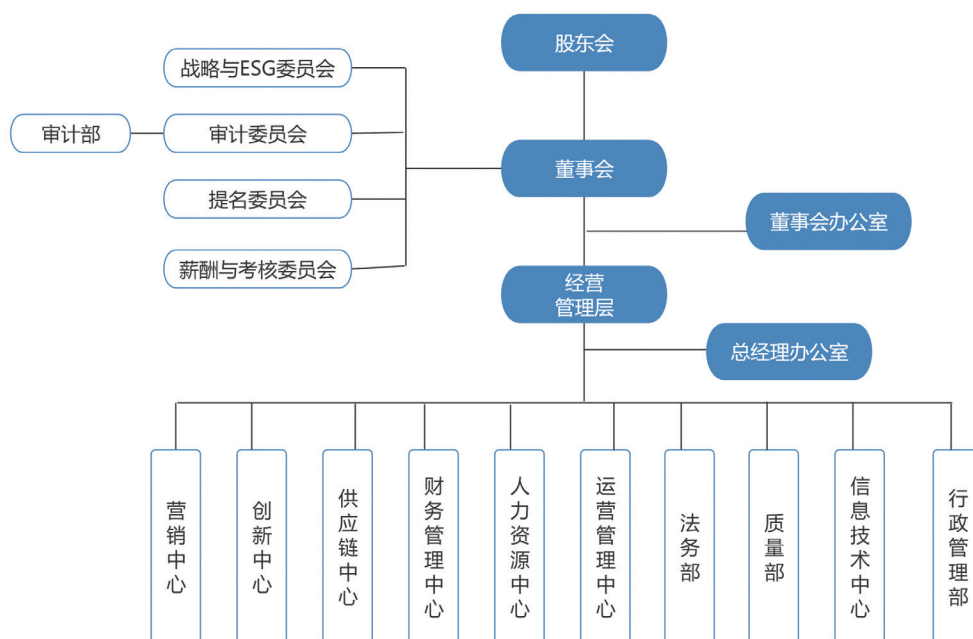 股东会
战略与ESG委员会
审计部
审计委员会
董事会
提名委员会
董事会办公室
薪酬与考核委员会
经营
管理层
总经理办公室
营销中心
创新中心
供应链中心
财务管理中心
人力资源中心
运营管理中心
法务部
质量部
信息技术中心
行政管理部